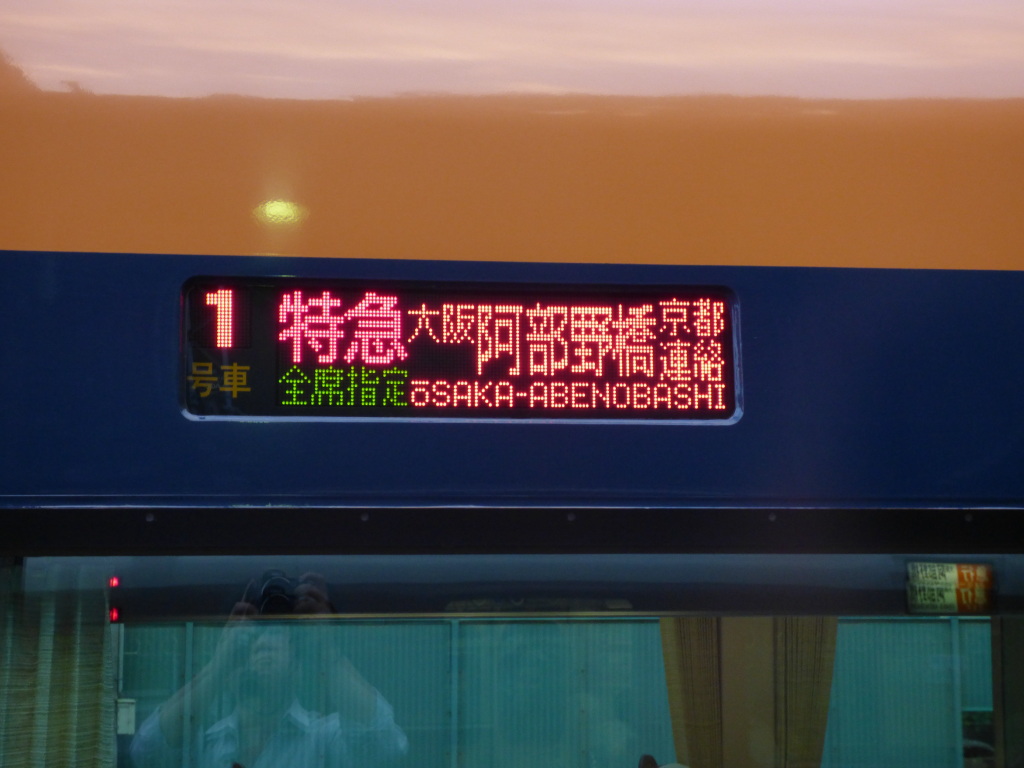 1 号車
特急 大阪阿部野橋 京都連絡
全席指定 ōSAKA-ABENOBASHI